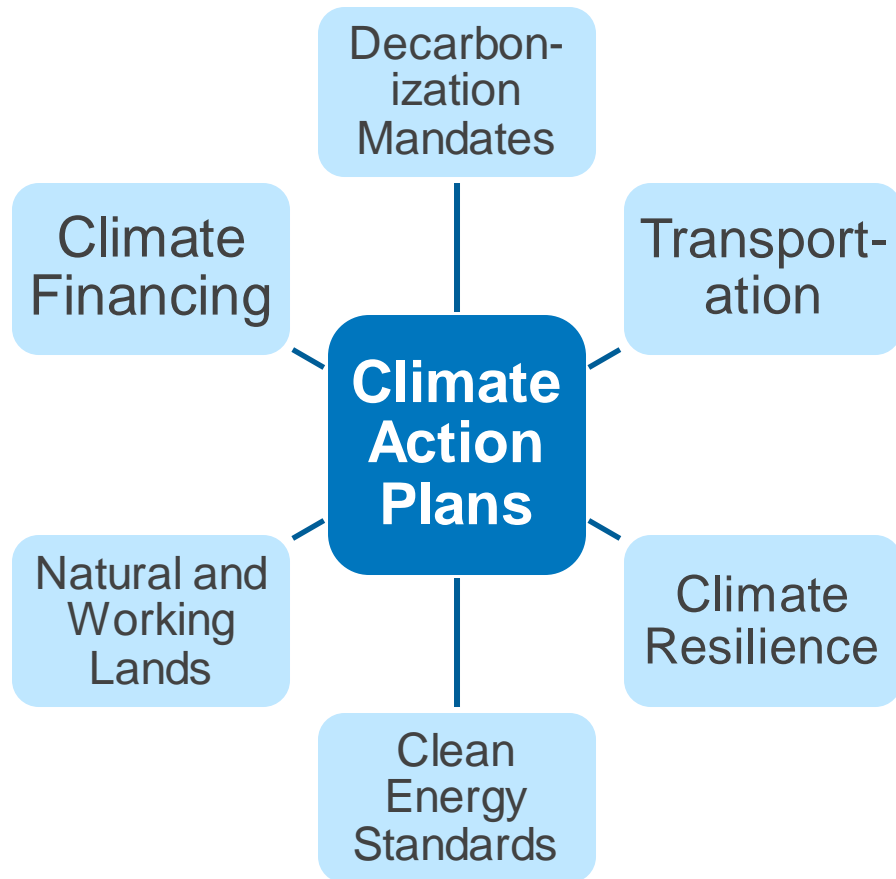 Decarbon-
ization
Mandates
Climate
Financing
Transport-
ation
Climate
Action
Plans
Natural and
Working
Lands
Climate
Resilience
Clean
Energy
Standards